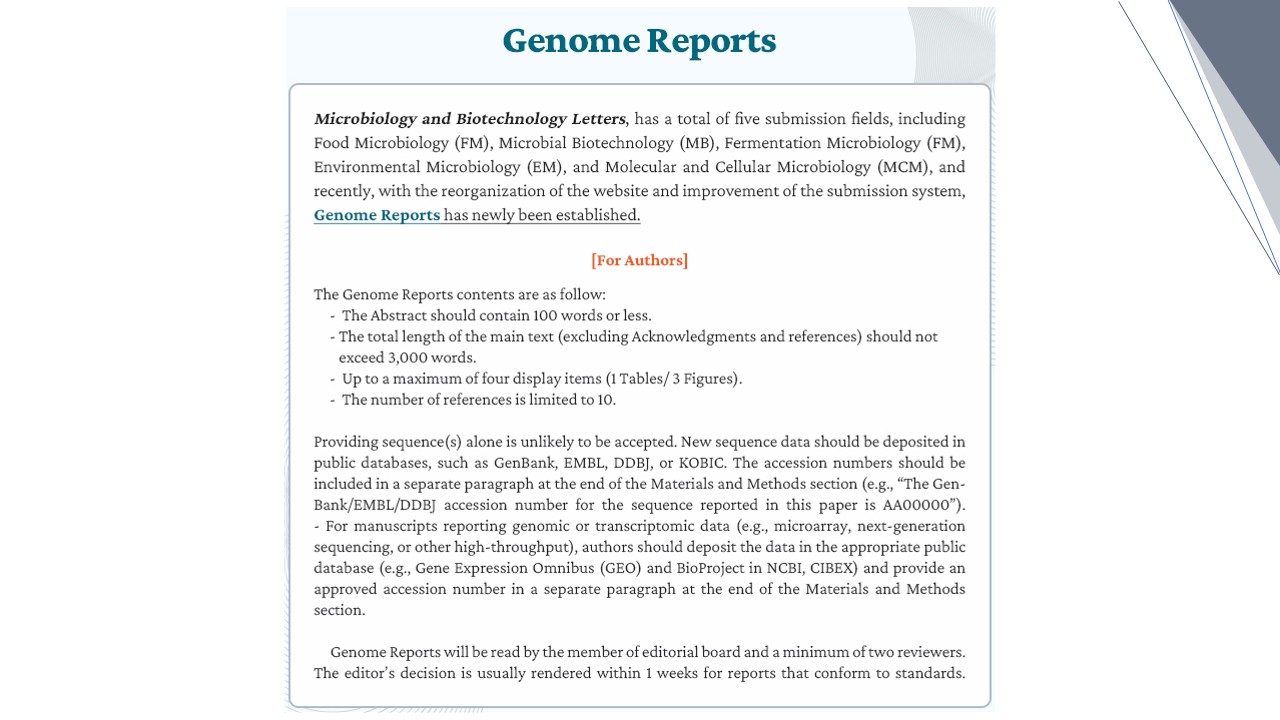 Genome Reports
Microbiology and Biotechnology Letters, has a total of five submission fields, including
Food Microbiology (FM), Microbial Biotechnology (MB), Fermentation Microbiology (FM),
Environmental Microbiology (EM), and Molecular and Cellular Microbiology (MCM), and
recently, with the reorganization of the website and improvement of the submission system,
Genome Reports has newly been established.
[For Authors]
The Genome Reports contents are as follow:
- The Abstract should contain 100 words or less.
- The total length of the main text (excluding Acknowledgments and references) should not
exceed 3,000 words.
- Up to a maximum of four display items (1 Tables/ 3 Figures).
- The number of references is limited to 10.
Providing sequence(s) alone is unlikely to be accepted. New sequence data should be deposited in
public databases, such as GenBank, EMBL, DDBJ, or KOBIC. The accession numbers should be
included in a separate paragraph at the end of the Materials and Methods section (e.g., “The Gen-
Bank/EMBL/DDBJ accession number for the sequence reported in this paper is AA00000”).
- For manuscripts reporting genomic or transcriptomic data (e.g., microarray, next-generation
sequencing, or other high-throughput), authors should deposit the data in the appropriate public
database (e.g., Gene Expression Omnibus (GEO) and BioProject in NCBI, CIBEX) and provide an
approved accession number in a separate paragraph at the end of the Materials and Methods
section.
Genome Reports will be read by the member of editorial board and a minimum of two reviewers.
The editor’s decision is usually rendered within 1 weeks for reports that conform to standards.